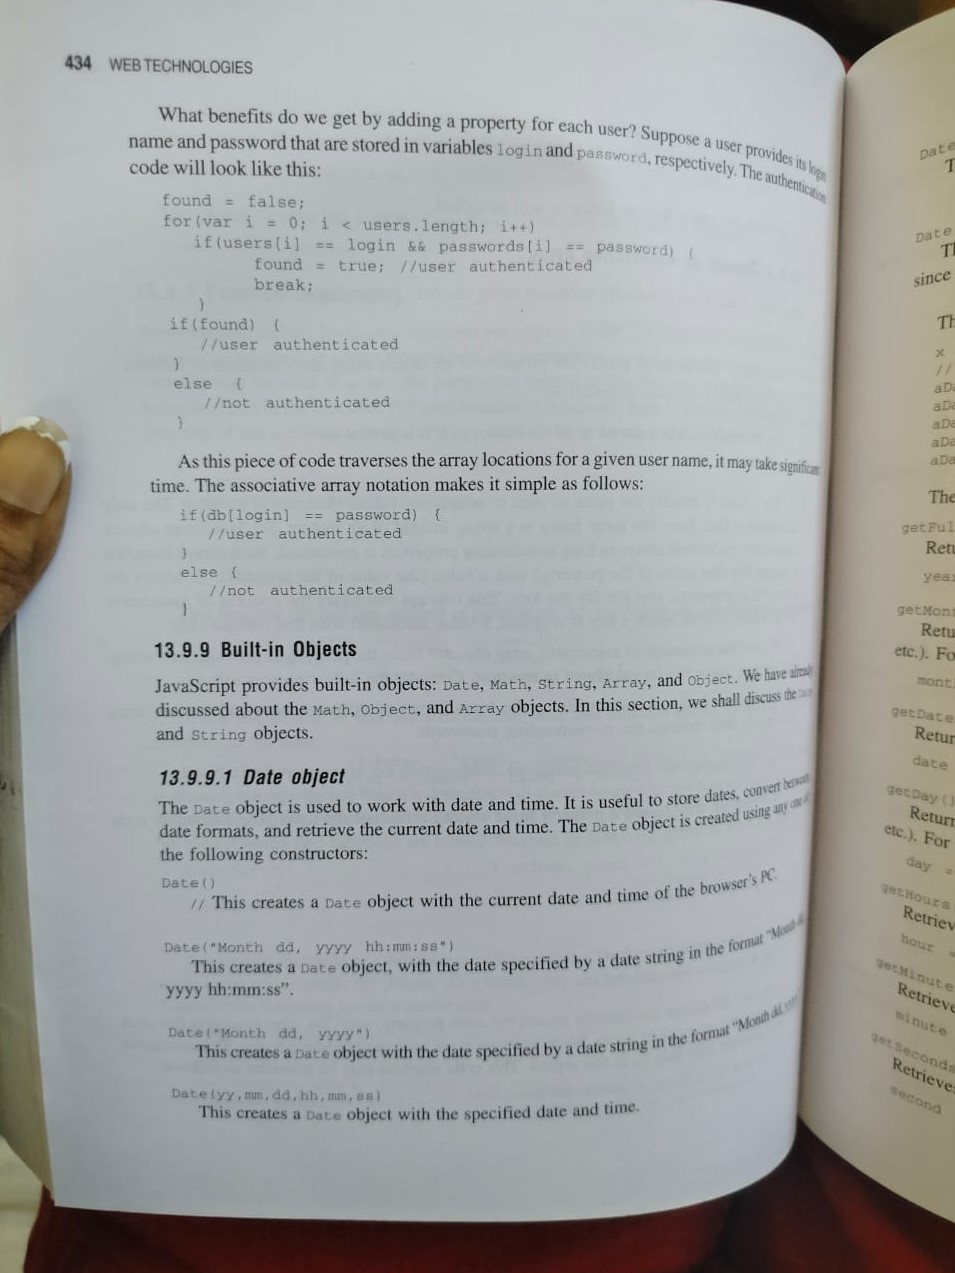 434 WEB TECHNOLOGIES
What benefits do we get by adding a property for each user? Suppose a user provides its login
name and password that are stored in variables login and password, respectively. The authentication
code will look like this:
found = false;
for(var i = 0; i < users.length; i++)
if(users[i] == login && passwords[i] == password) {
found = true; //user authenticated
break;
}
if(found) {
//user authenticated
}
else {
//not authenticated
}
As this piece of code traverses the array locations for a given user name, it may take significant
time. The associative array notation makes it simple as follows:
if(db[login] == password) {
//user authenticated
}
else {
//not authenticated
}
13.9.9 Built-in Objects
JavaScript provides built-in objects: Date, Math, String, Array, and Object. We have already
discussed about the Math, Object, and Array objects. In this section, we shall discuss the
and String objects.
13.9.9.1 Date object
The Date object is used to work with date and time. It is useful to store dates, convert between
date formats, and retrieve the current date and time. The Date object is created using any one of
the following constructors:
Date()
// This creates a Date object with the current date and time of the browser's PC.
Date("Month dd, yyyy hh:mm:ss")
This creates a Date object, with the date specified by a date string in the format "Month dd,
yyyy hh:mm:ss".
Date("Month dd, yyyy")
This creates a Date object with the date specified by a date string in the format "Month dd, yyyy"
Date(yy,mm,dd,hh,mm,ss)
This creates a Date object with the specified date and time.
Date
T
Date
Th
since
Th
x
//
aDa
aDa
aDa
aDa
aDa
The
getFul
Retu
year
getMont
Retu
etc.). Fo
month
getDate
Retur
date
getDay()
Return
etc.). For
day =
getHours
Retriev
hour =
getMinute
Retrieve
minute
getSeconds
Retrieve
second